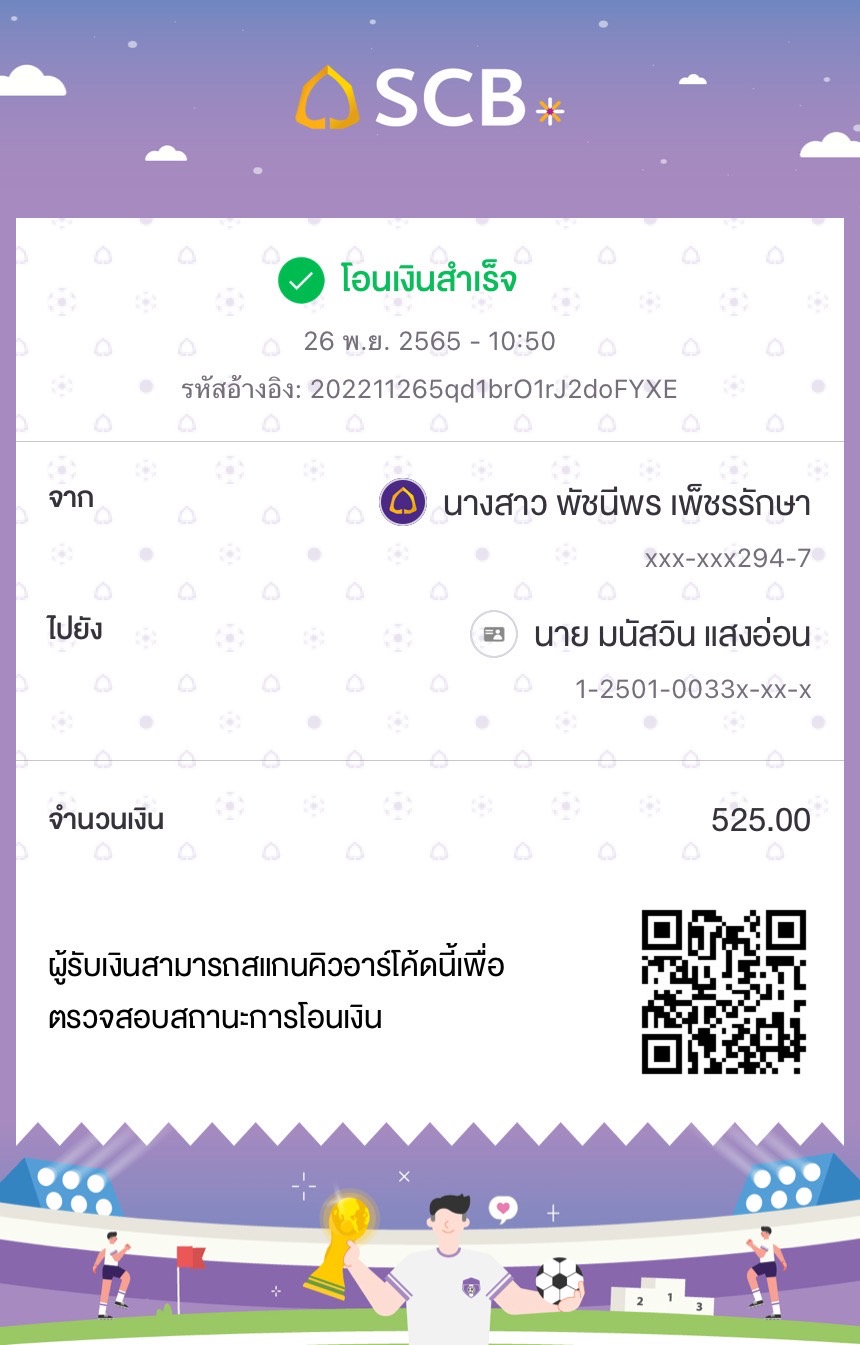 SCB
โอนเงินสำเร็จ
26 พ.ย. 2565 - 10:50
รหัสอ้างอิง: 202211265qd1brO1rJ2doFYXE
จาก
นางสาว พัชนีพร เพ็ชรรักษา
xxx-xxx294-7
ไปยัง
นาย มนัสวิน แสงอ่อน
1-2501-0033x-xx-x
จำนวนเงิน
525.00
ผู้รับเงินสามารถสแกนคิวอาร์โค้ดนี้เพื่อ
ตรวจสอบสถานะการโอนเงิน
2 1 3